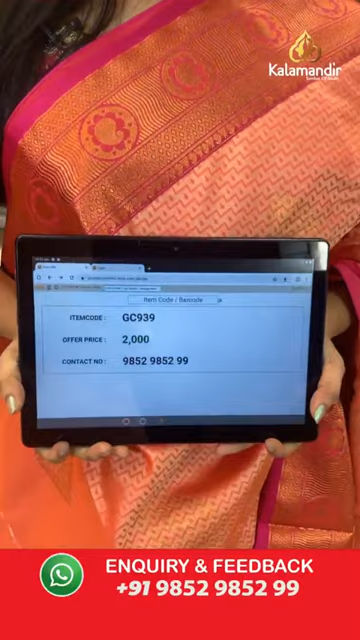 Kalamandir
Item Code / Barcode
ITEMCODE : GC939
OFFER PRICE : 2,000
CONTACT NO : 9852 9852 99
ENQUIRY & FEEDBACK
+91 9852 9852 99